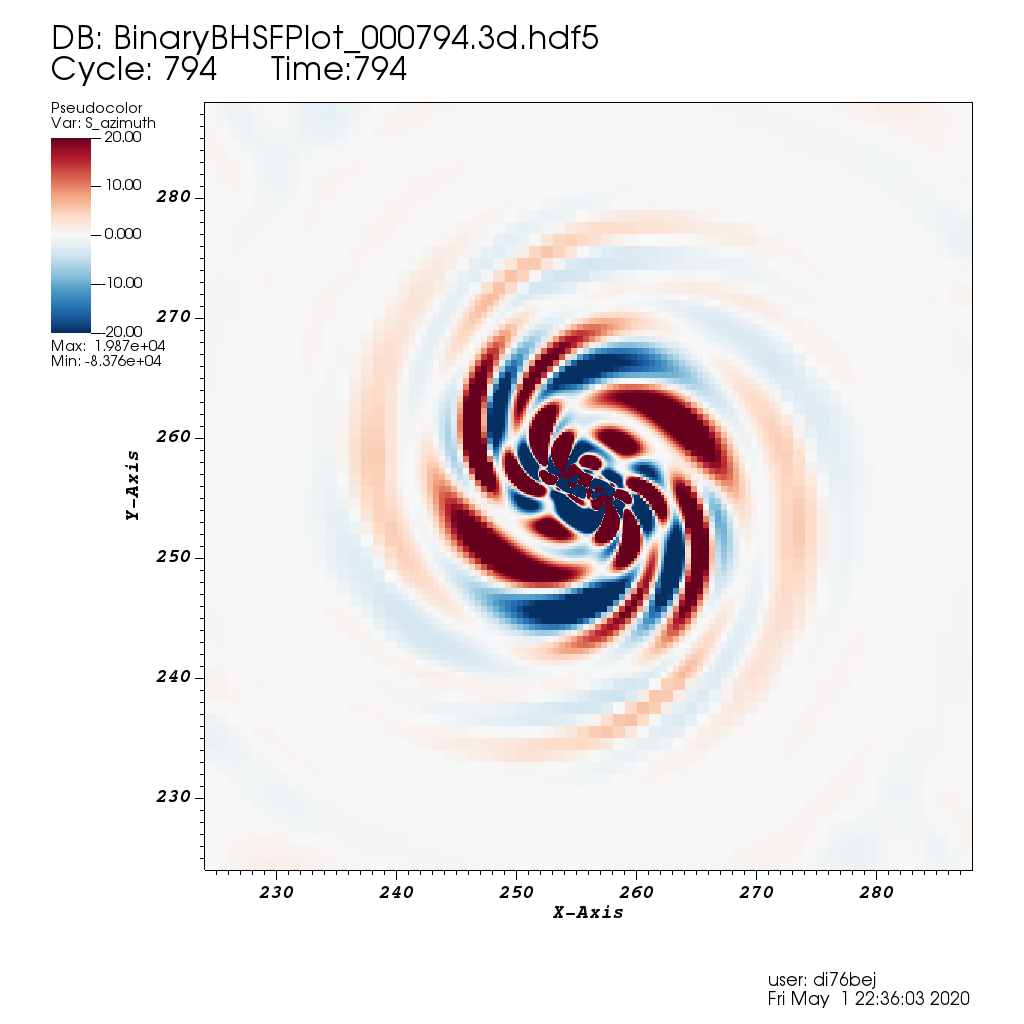 DB: BinaryBHSFPlot_000794.3d.hdf5
Cycle: 794 Time:794
Pseudocolor
Var: S_azimuth
20.00
10.00
0.000
-10.00
-20.00
Max: 1.987e+04
Min: -8.376e+04
280
270
260
250
240
230
Y-Axis
230 240 250 260 270 280
X-Axis
user: di76bej
Fri May 1 22:36:03 2020